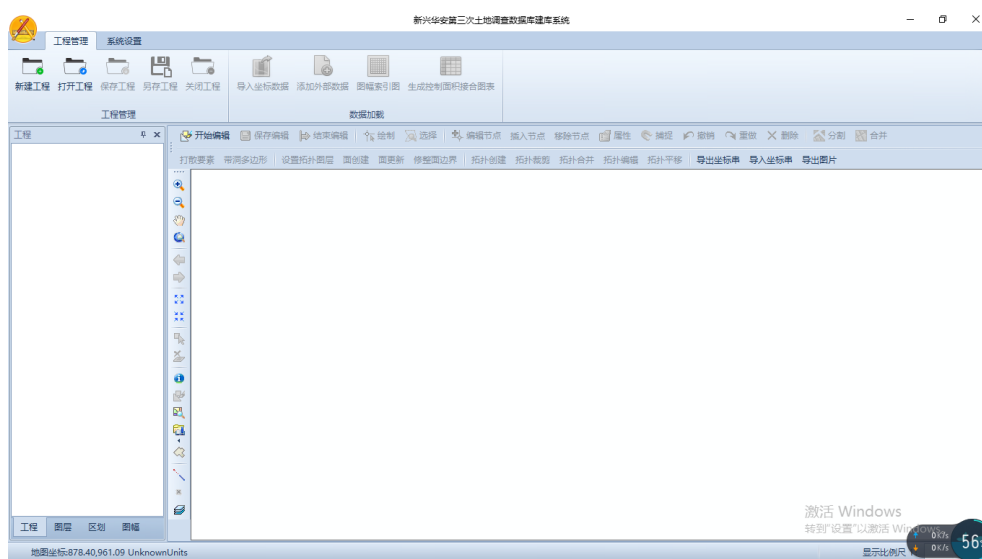 新兴华安第三次土地调查数据库建库系统
工程管理 系统设置
新建工程 打开工程 保存工程 另存工程 关闭工程 导入坐标数据 添加外部数据 图幅索引图 生成控制面积接合图表
工程管理 数据加载
工程
开始编辑 保存编辑 结束编辑 绘制 选择 编辑节点 插入节点 移除节点 属性 捕捉 撤销 重做 删除 分割 合并
打散要素 带洞多边形 设置拓扑图层 面创建 面更新 修整面边界 拓扑创建 拓扑裁剪 拓扑合并 拓扑编辑 拓扑平移 导出坐标串 导入坐标串 导出图片
激活 Windows
转到"设置"以激活 Windows。
工程 图层 区划 图幅
0K/s
0K/s
56
地图坐标:878.40,961.09 UnknownUnits
显示比例尺